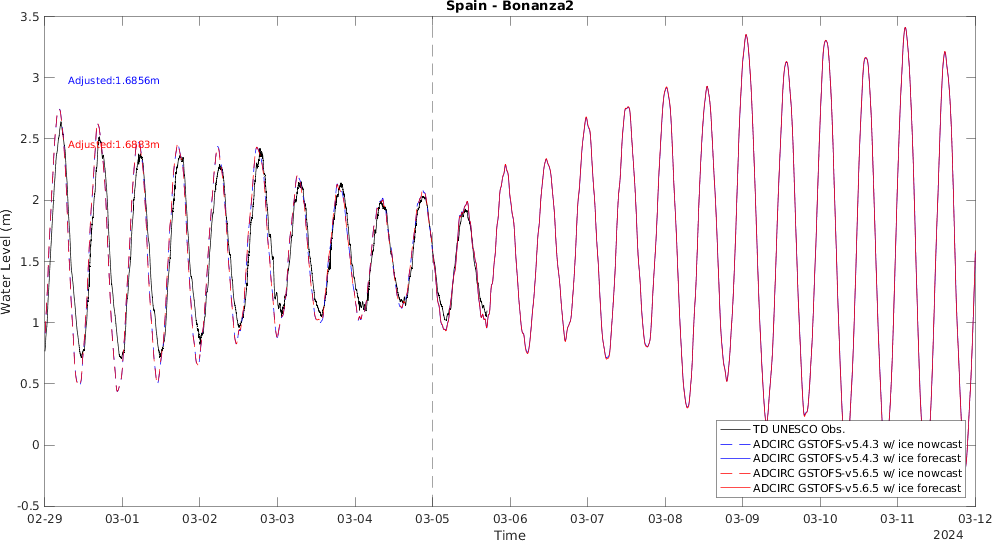 Spain - Bonanza2
3.5
3
2.5
2
1.5
1
0.5
0
-0.5
Water Level (m)
Adjusted:1.6856m
Adjusted:1.6883m
TD UNESCO Obs.
ADCIRC GSTOFS-v5.4.3 w/ ice nowcast
ADCIRC GSTOFS-v5.4.3 w/ ice forecast
ADCIRC GSTOFS-v5.6.5 w/ ice nowcast
ADCIRC GSTOFS-v5.6.5 w/ ice forecast
02-29 03-01 03-02 03-03 03-04 03-05 03-06 03-07 03-08 03-09 03-10 03-11 03-12
Time
2024